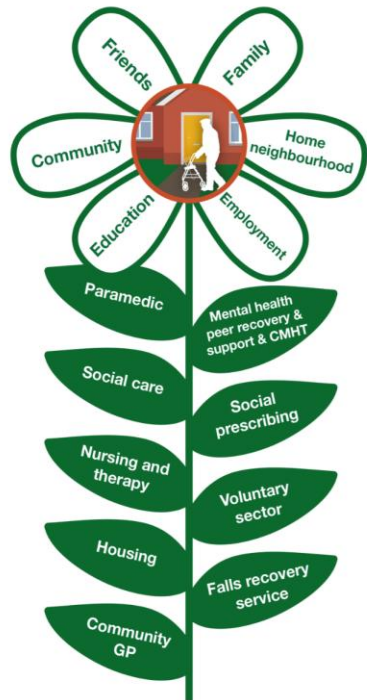 Friends
Family
Community
Home
neighbourhood
Education
Employment
Paramedic
Mental health
peer recovery &
support & CMHT
Social care
Social
prescribing
Nursing and
therapy
Voluntary
sector
Housing
Falls recovery
service
Community
GP